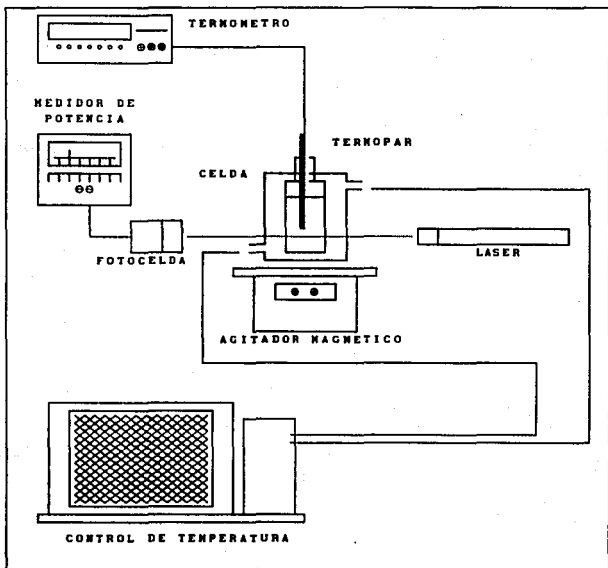 TERMOMETRO
MEDIDOR DE
POTENCIA
TERMOPAR
CELDA
FOTOCELDA
LASER
AGITADOR MAGNETICO
CONTROL DE TEMPERATURA